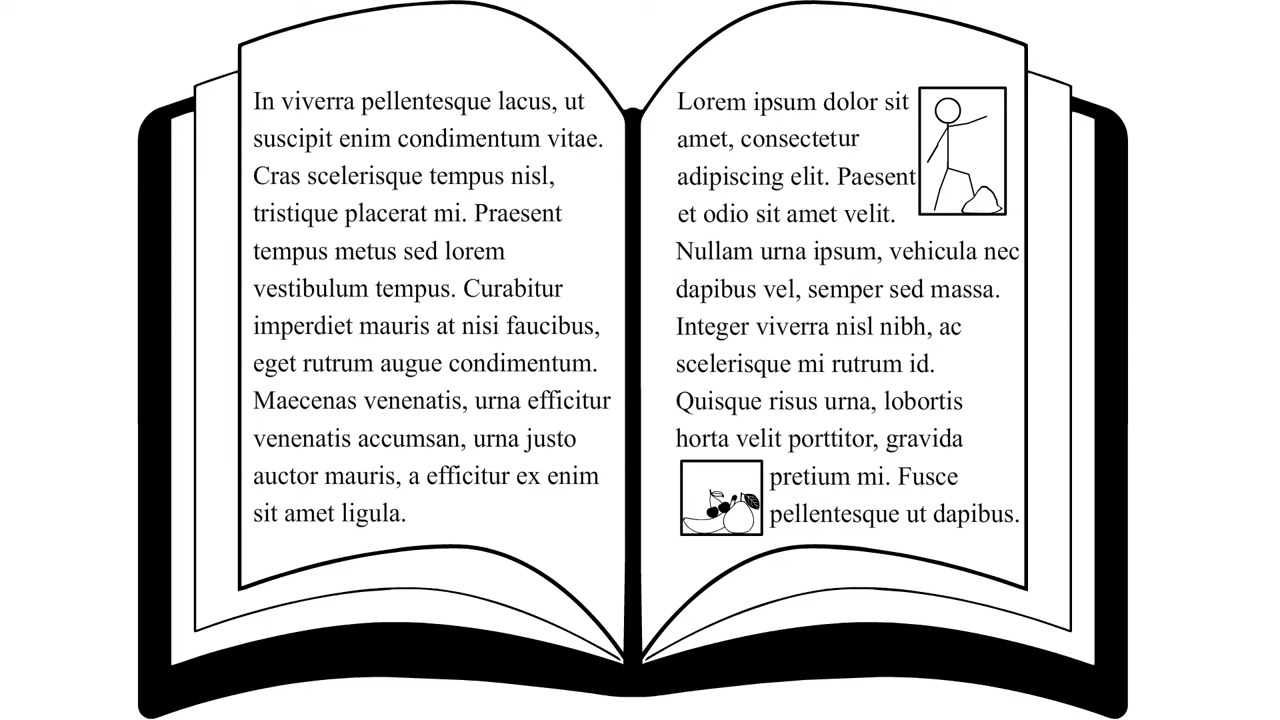 In viverra pellentesque lacus, ut
suscipit enim condimentum vitae.
Cras scelerisque tempus nisl,
tristique placerat mi. Praesent
tempus metus sed lorem
vestibulum tempus. Curabitur
imperdiet mauris at nisi faucibus,
eget rutrum augue condimentum.
Maecenas venenatis, urna efficitur
venenatis accumsan, urna justo
auctor mauris, a efficitur ex enim
sit amet ligula.
Lorem ipsum dolor sit
amet, consectetur
adipiscing elit. Paesent
et odio sit amet velit.
Nullam urna ipsum, vehicula nec
dapibus vel, semper sed massa.
Integer viverra nisl nibh, ac
scelerisque mi rutrum id.
Quisque risus urna, lobortis
horta velit porttitor, gravida
pretium mi. Fusce
pellentesque ut dapibus.